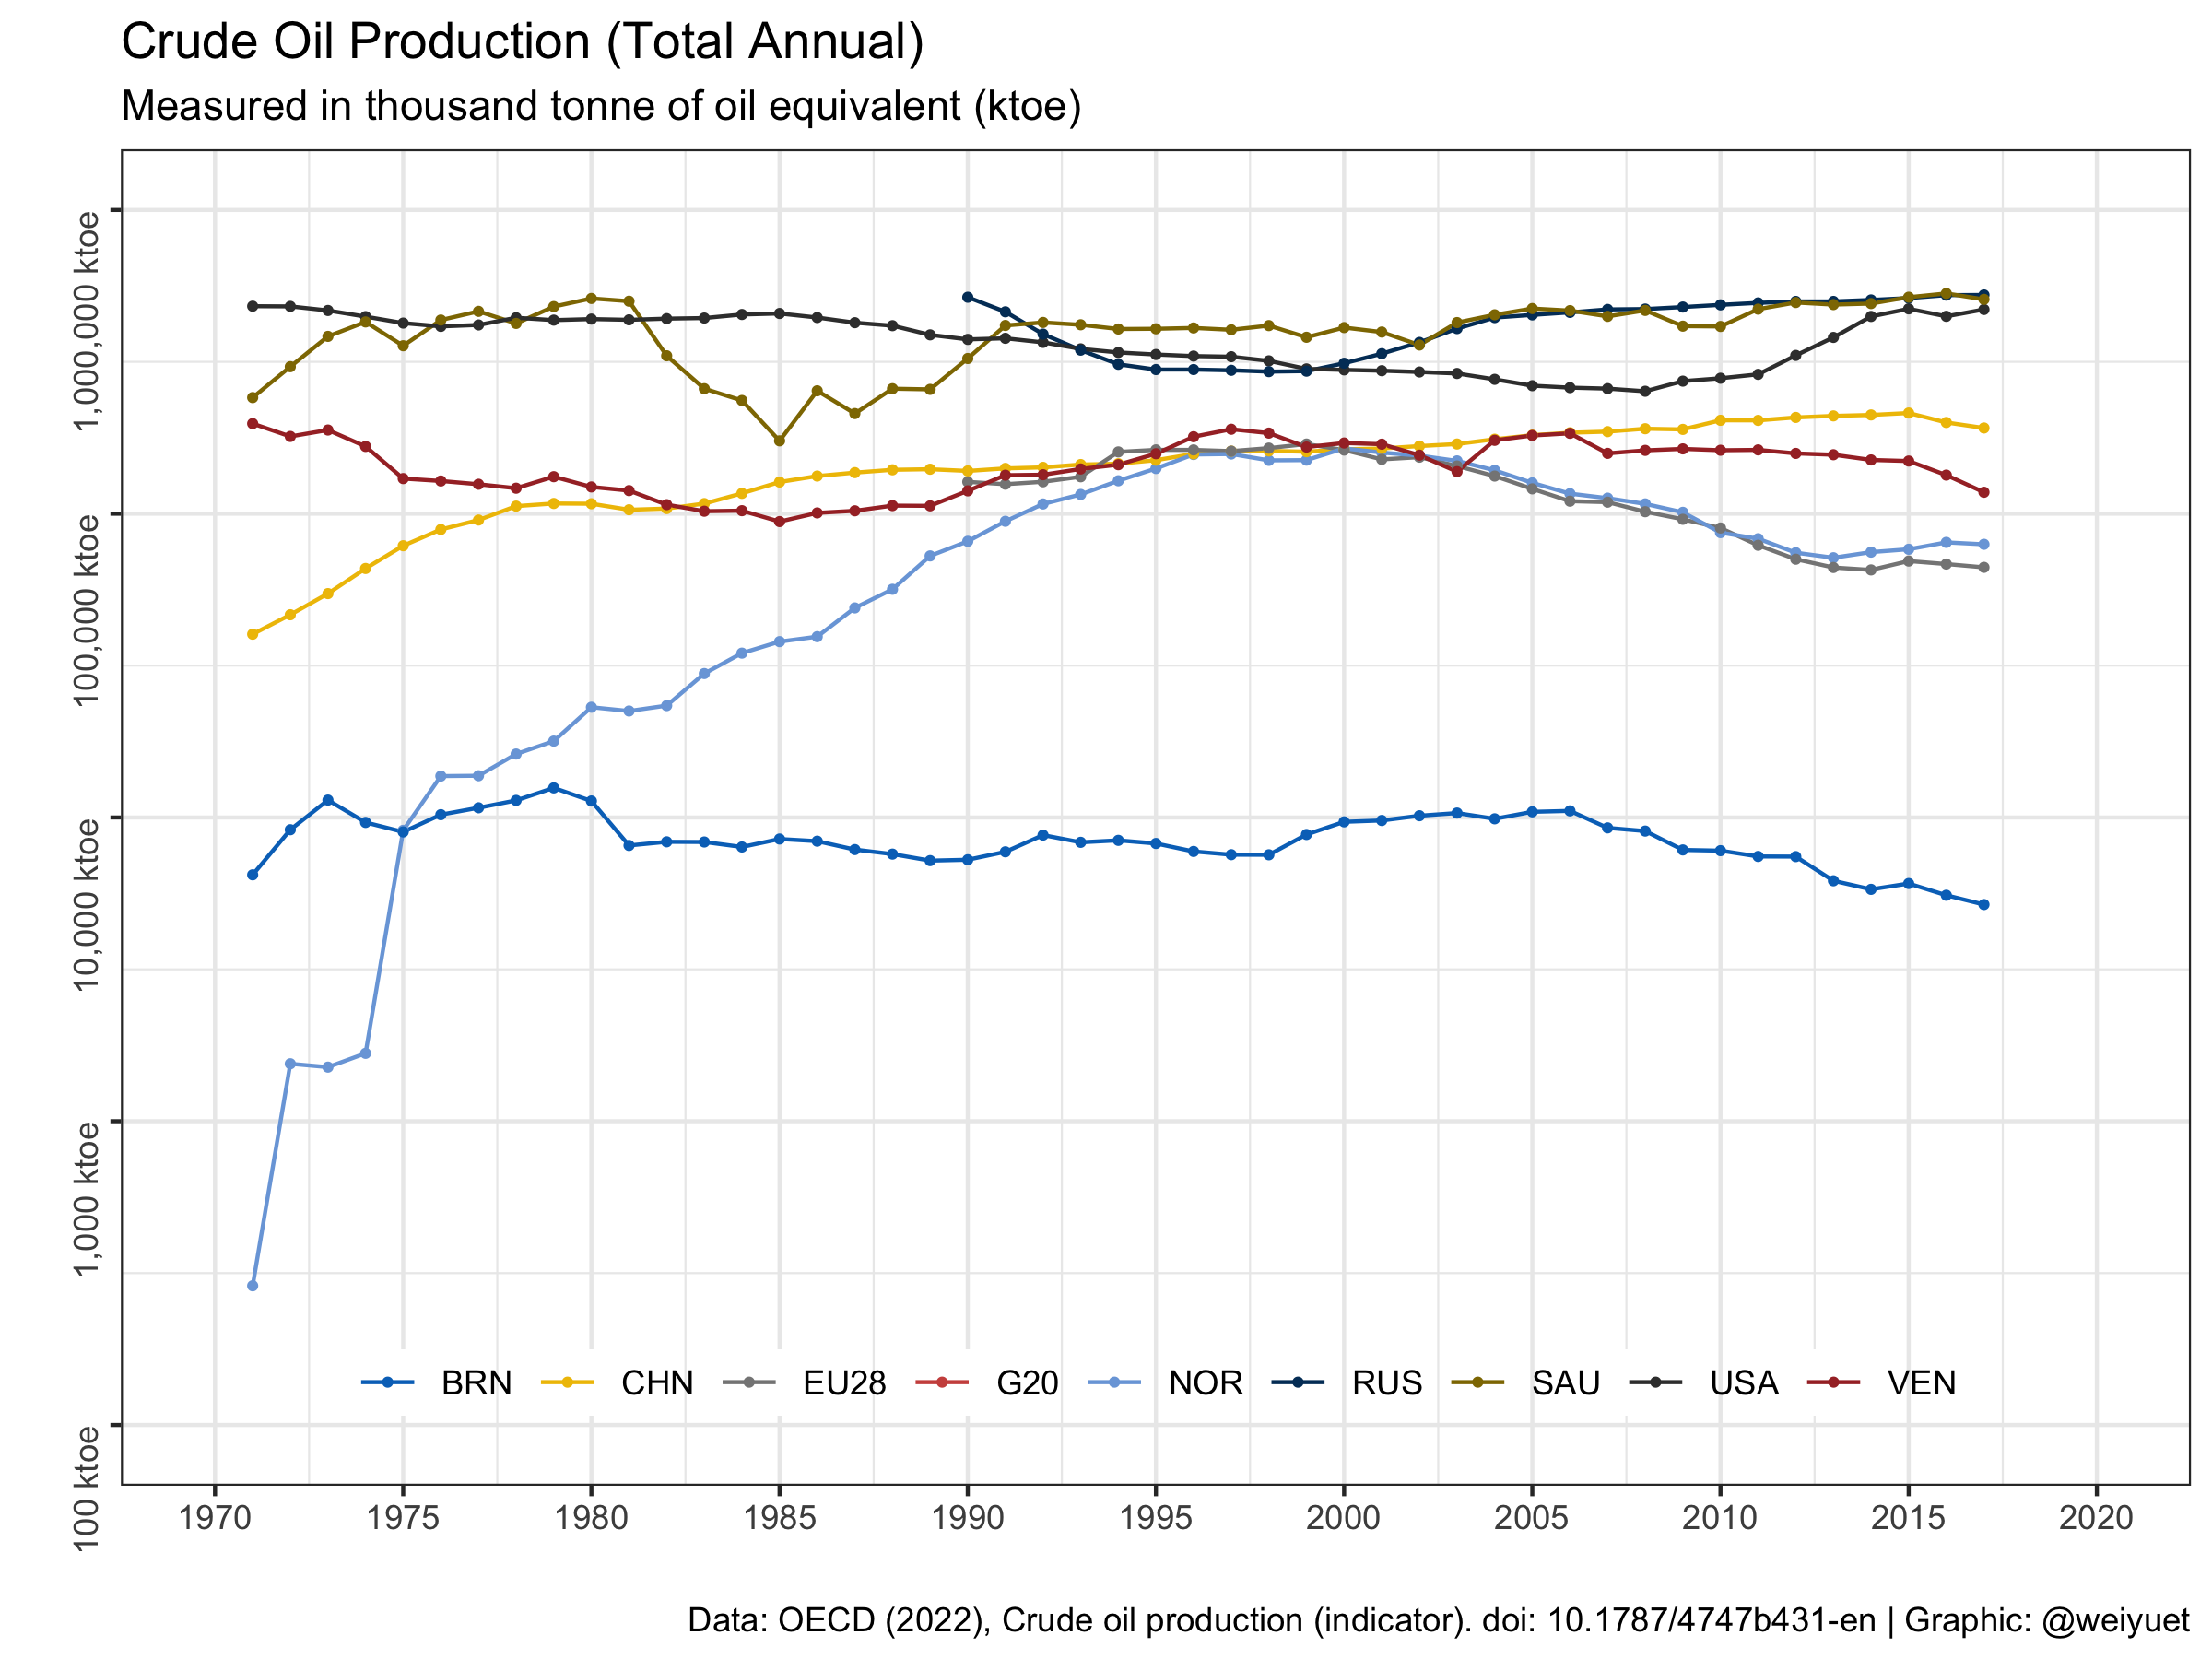 Crude Oil Production (Total Annual)
Measured in thousand tonne of oil equivalent (ktoe)
1,000,000 ktoe
100,000 ktoe
10,000 ktoe
1,000 ktoe
100 ktoe
BRN CHN EU28 G20 NOR RUS SAU USA VEN
1970 1975 1980 1985 1990 1995 2000 2005 2010 2015 2020
Data: OECD (2022), Crude oil production (indicator). doi: 10.1787/4747b431-en | Graphic: @weiyuet